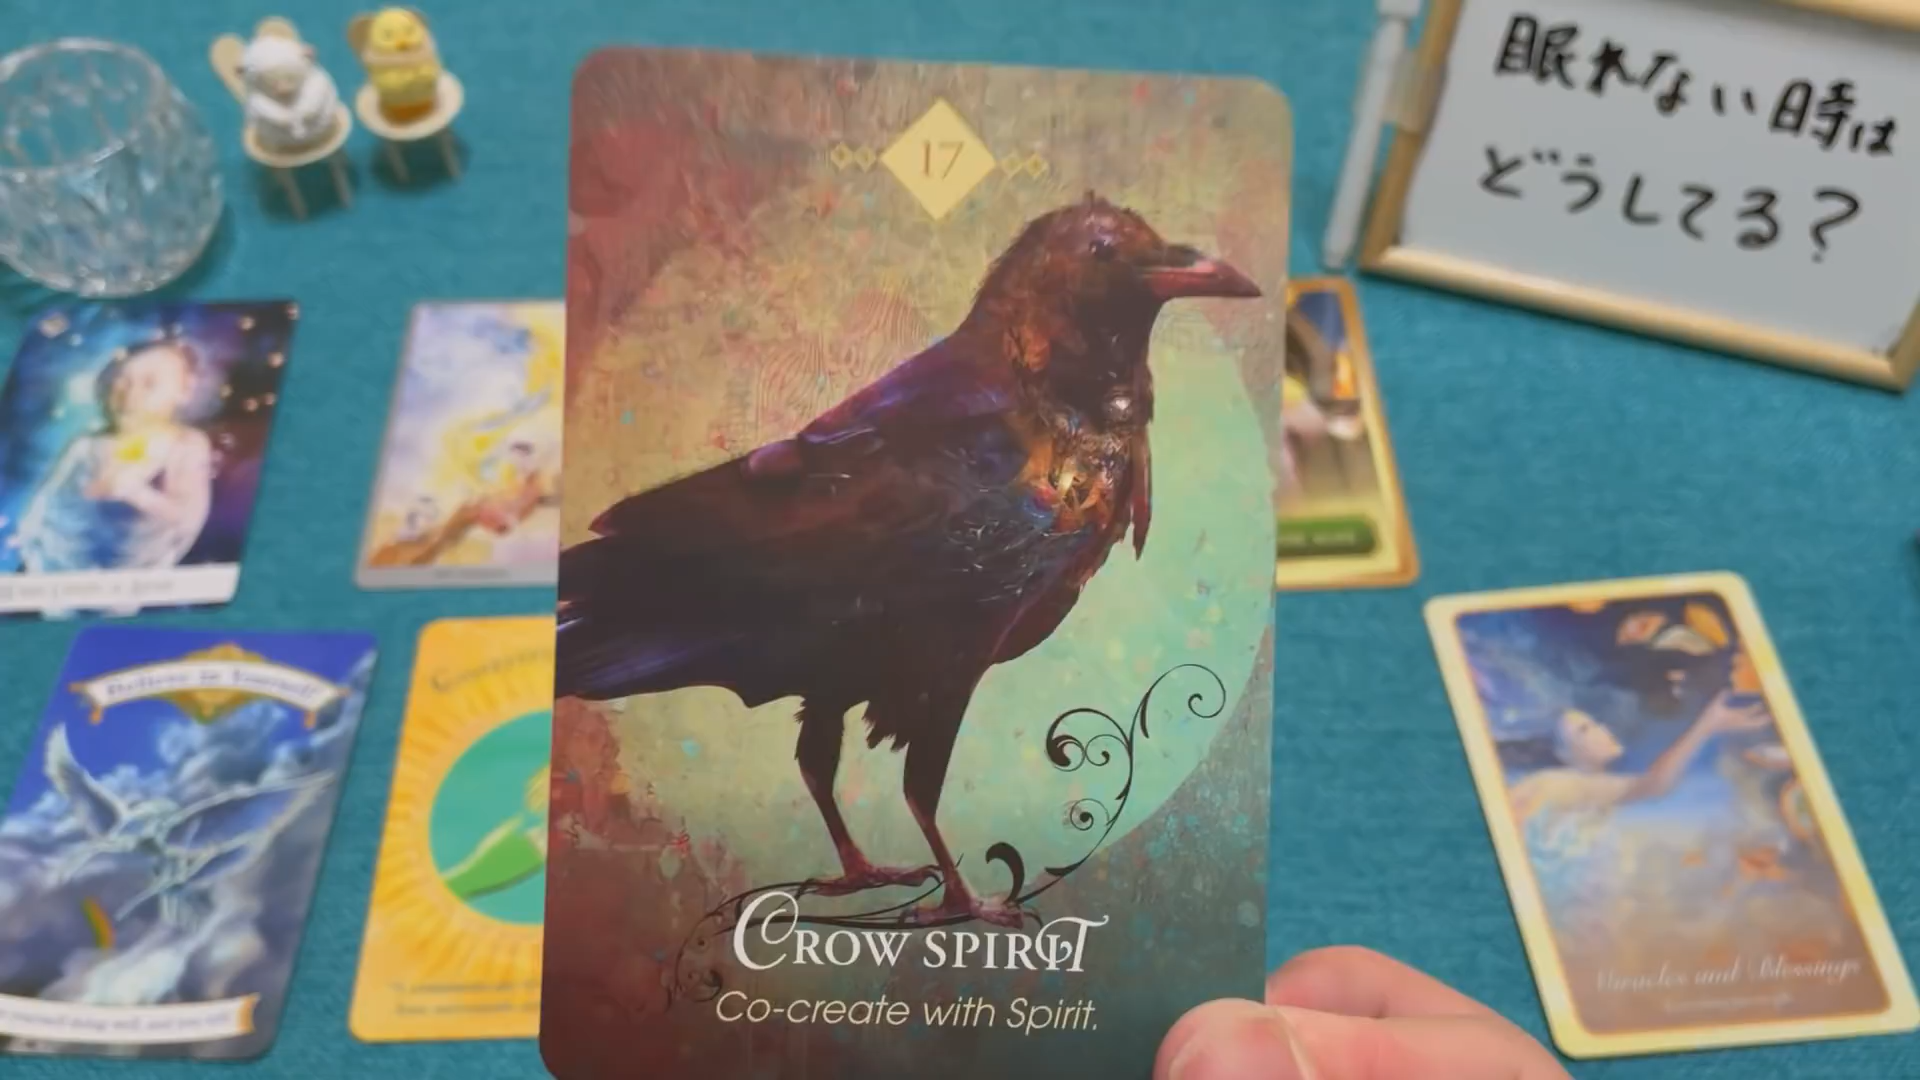 眠れない時は
どうしてる?
17
CROW SPIRIT
Co-create with Spirit.
Believe in Yourself!
Miracles and Blessings